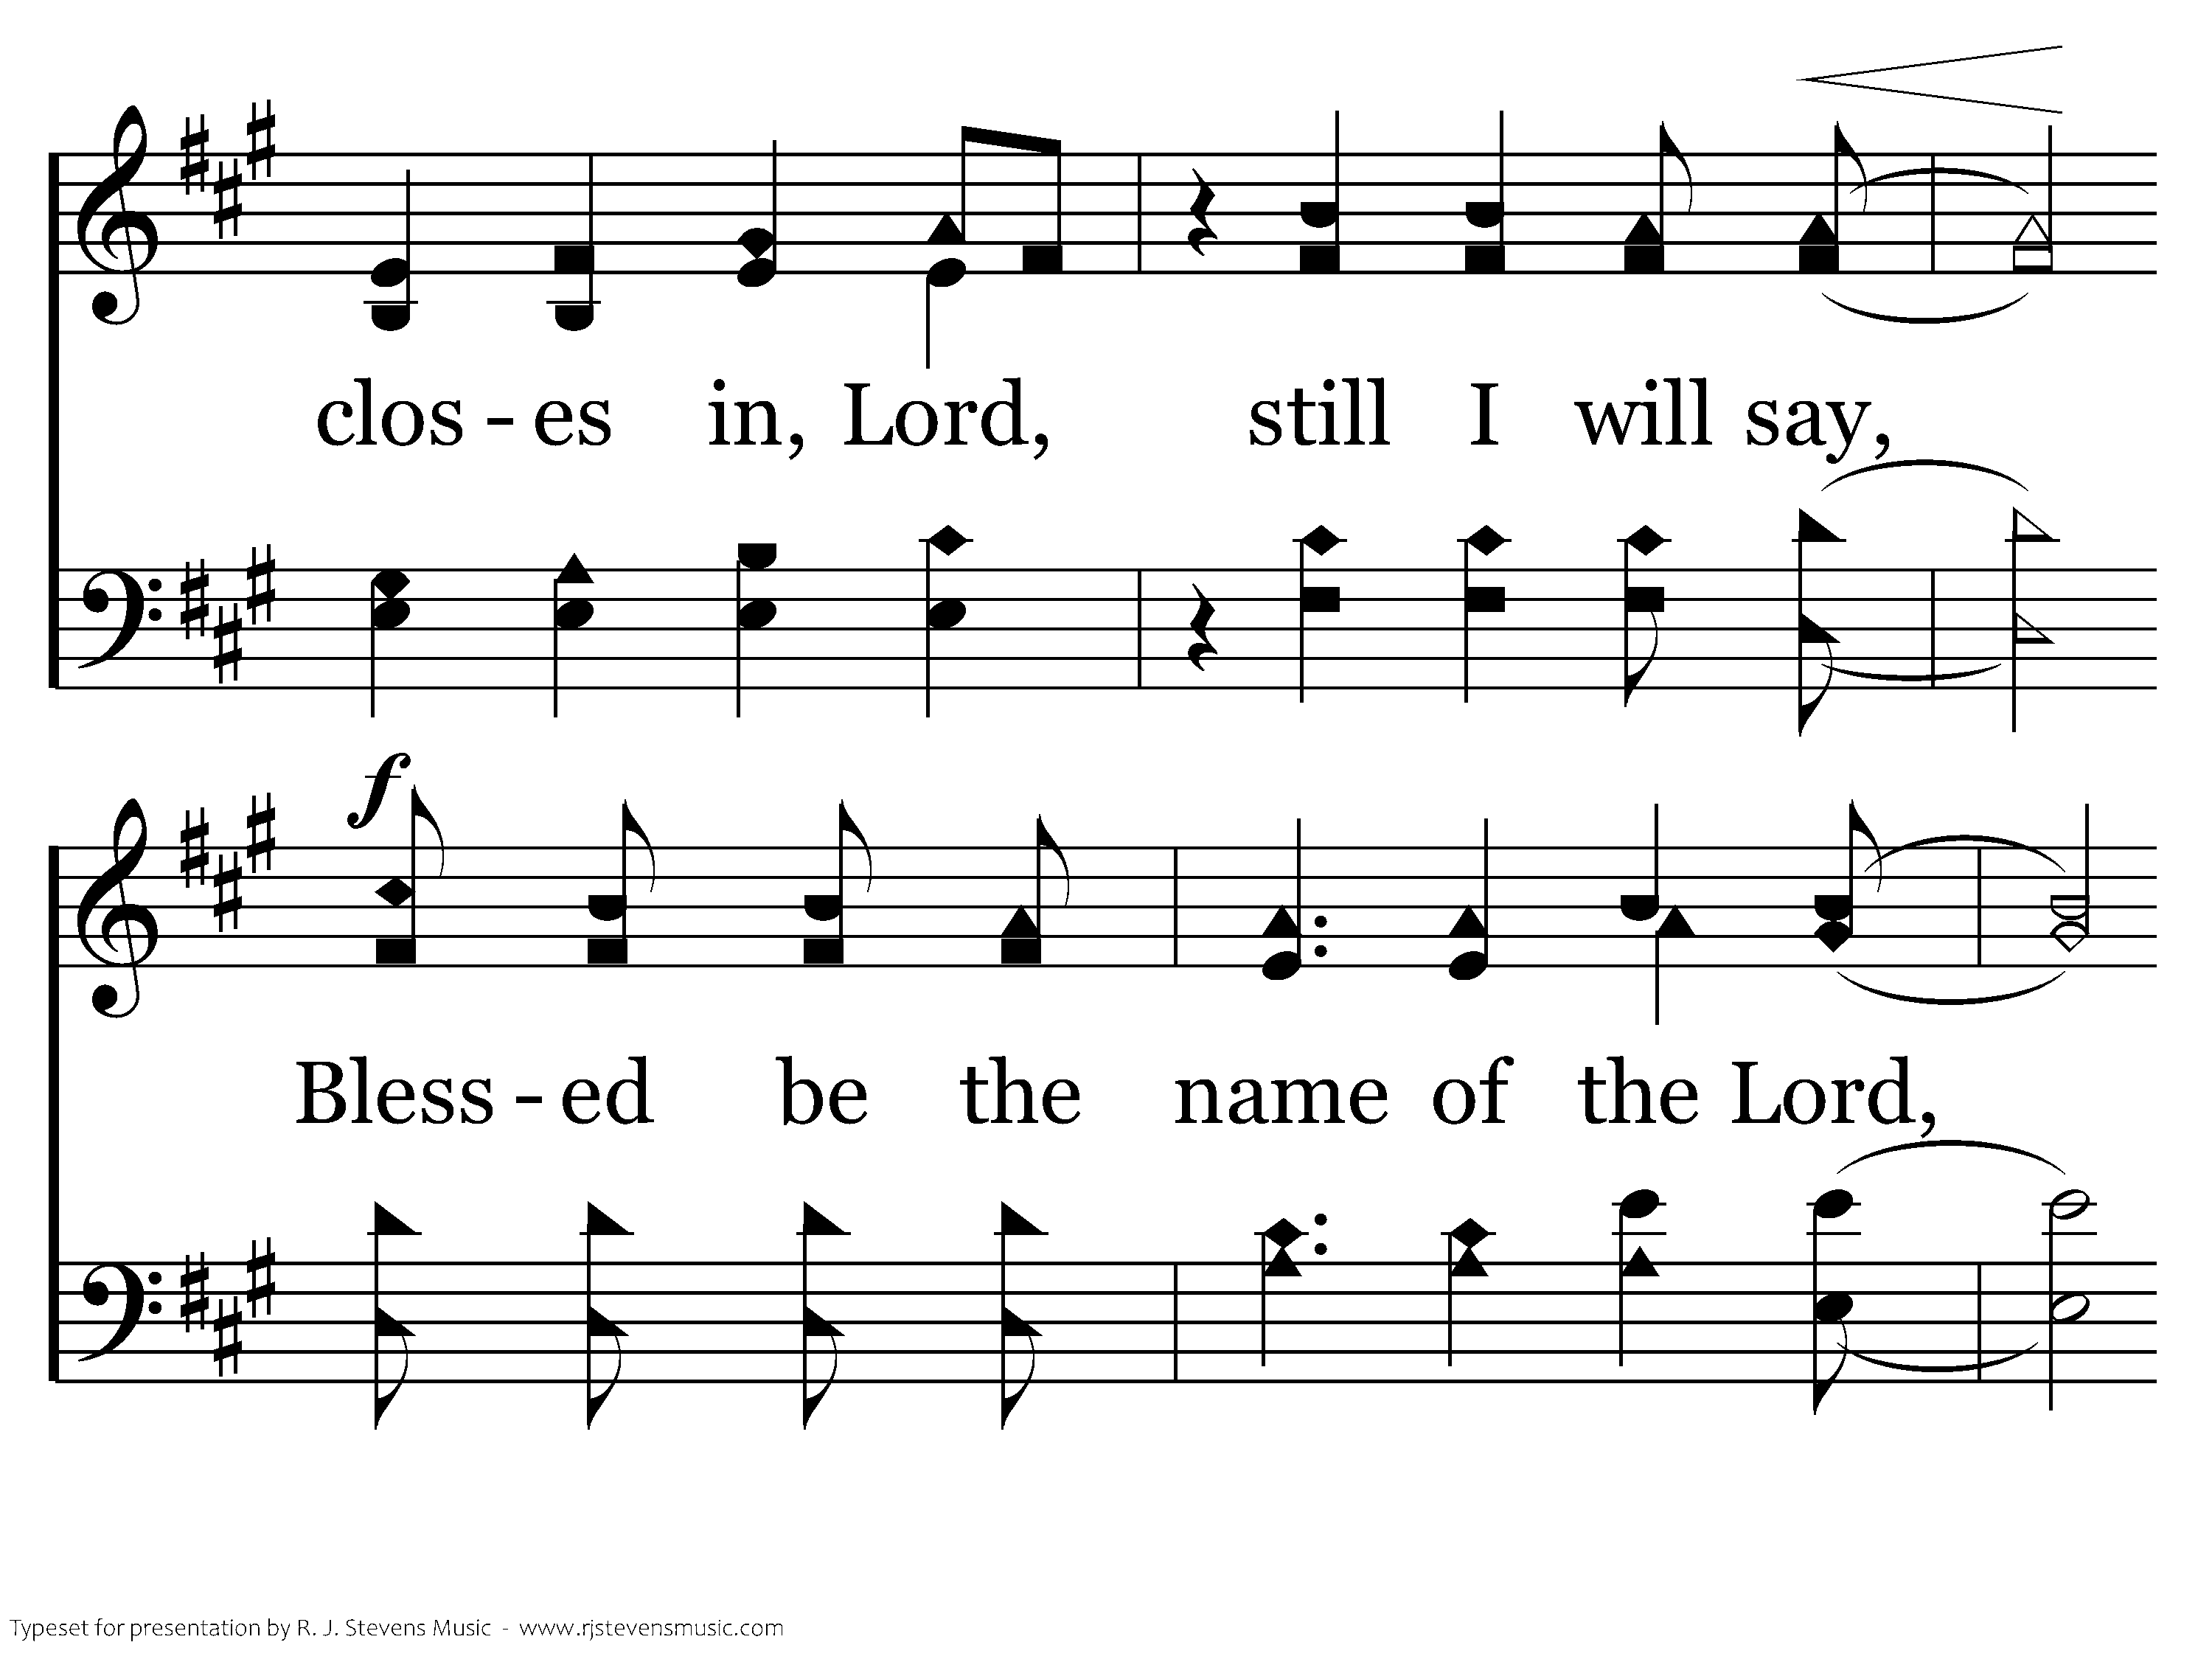 clos - es in, Lord, still I will say,
f
Bless - ed be the name of the Lord,
Typeset for presentation by R. J. Stevens Music - www.rjstevensmusic.com